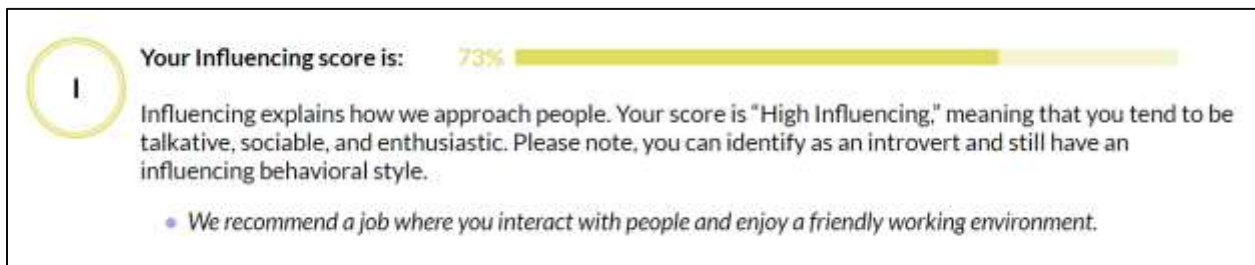 I
Your Influencing score is: 73%
Influencing explains how we approach people. Your score is “High Influencing,” meaning that you tend to be
talkative, sociable, and enthusiastic. Please note, you can identify as an introvert and still have an
influencing behavioral style.
• We recommend a job where you interact with people and enjoy a friendly working environment.